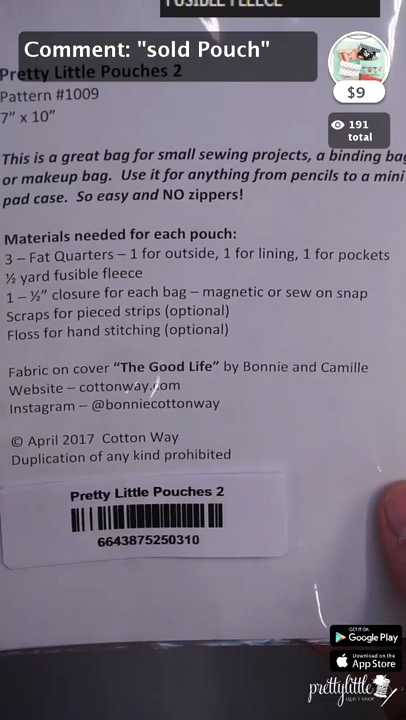 FUSIBLE FLEECE
Comment: "sold Pouch"
Pretty Little Pouches 2
Pattern #1009
7" x 10"
$9
191
total
This is a great bag for small sewing projects, a binding bag
or makeup bag. Use it for anything from pencils to a mini
pad case. So easy and NO zippers!
Materials needed for each pouch:
3 – Fat Quarters – 1 for outside, 1 for lining, 1 for pockets
½ yard fusible fleece
1 – ½" closure for each bag – magnetic or sew on snap
Scraps for pieced strips (optional)
Floss for hand stitching (optional)
Fabric on cover "The Good Life" by Bonnie and Camille
Website – cottonway.com
Instagram – @bonniecottonway
© April 2017 Cotton Way
Duplication of any kind prohibited
Pretty Little Pouches 2
6643875250310
GET IT ON
Google Play
Download on the
App Store
prettylittle
QUILT SHOP